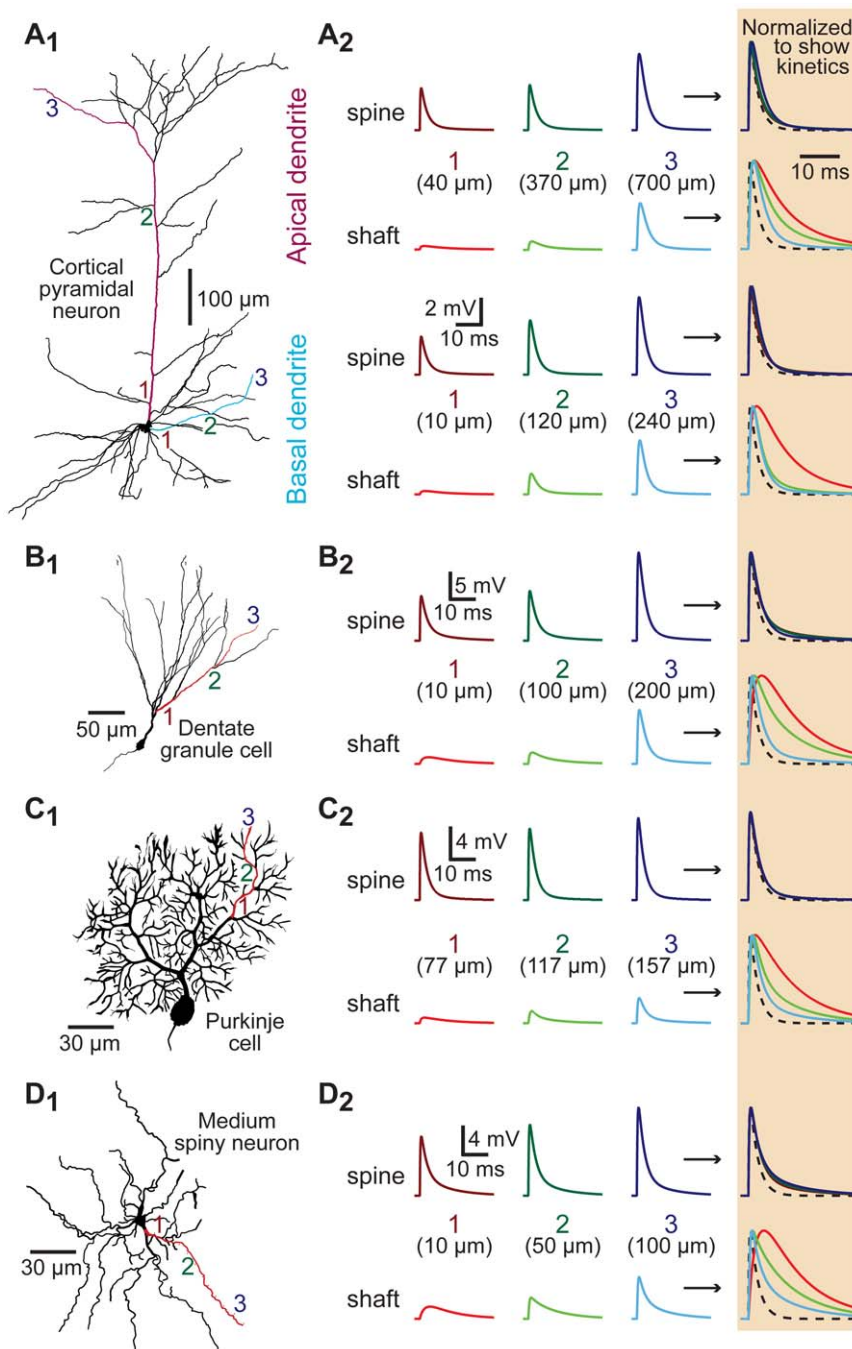 A1
3
2
Apical dendrite
Cortical
pyramidal
neuron
100 µm
1
3
2
1
Basal dendrite
A2
Normalized
to show
kinetics
spine
1
2
3
10 ms
(40 µm)
(370 µm)
(700 µm)
shaft
2 mV
10 ms
spine
1
2
3
(10 µm)
(120 µm)
(240 µm)
shaft
B1
3
2
1
50 µm
Dentate
granule cell
B2
5 mV
10 ms
spine
1
2
3
(10 µm)
(100 µm)
(200 µm)
shaft
C1
3
2
1
30 µm
Purkinje
cell
C2
4 mV
10 ms
spine
1
2
3
(77 µm)
(117 µm)
(157 µm)
shaft
D1
Medium
spiny neuron
1
2
3
30 µm
D2
4 mV
10 ms
spine
1
2
3
(10 µm)
(50 µm)
(100 µm)
shaft